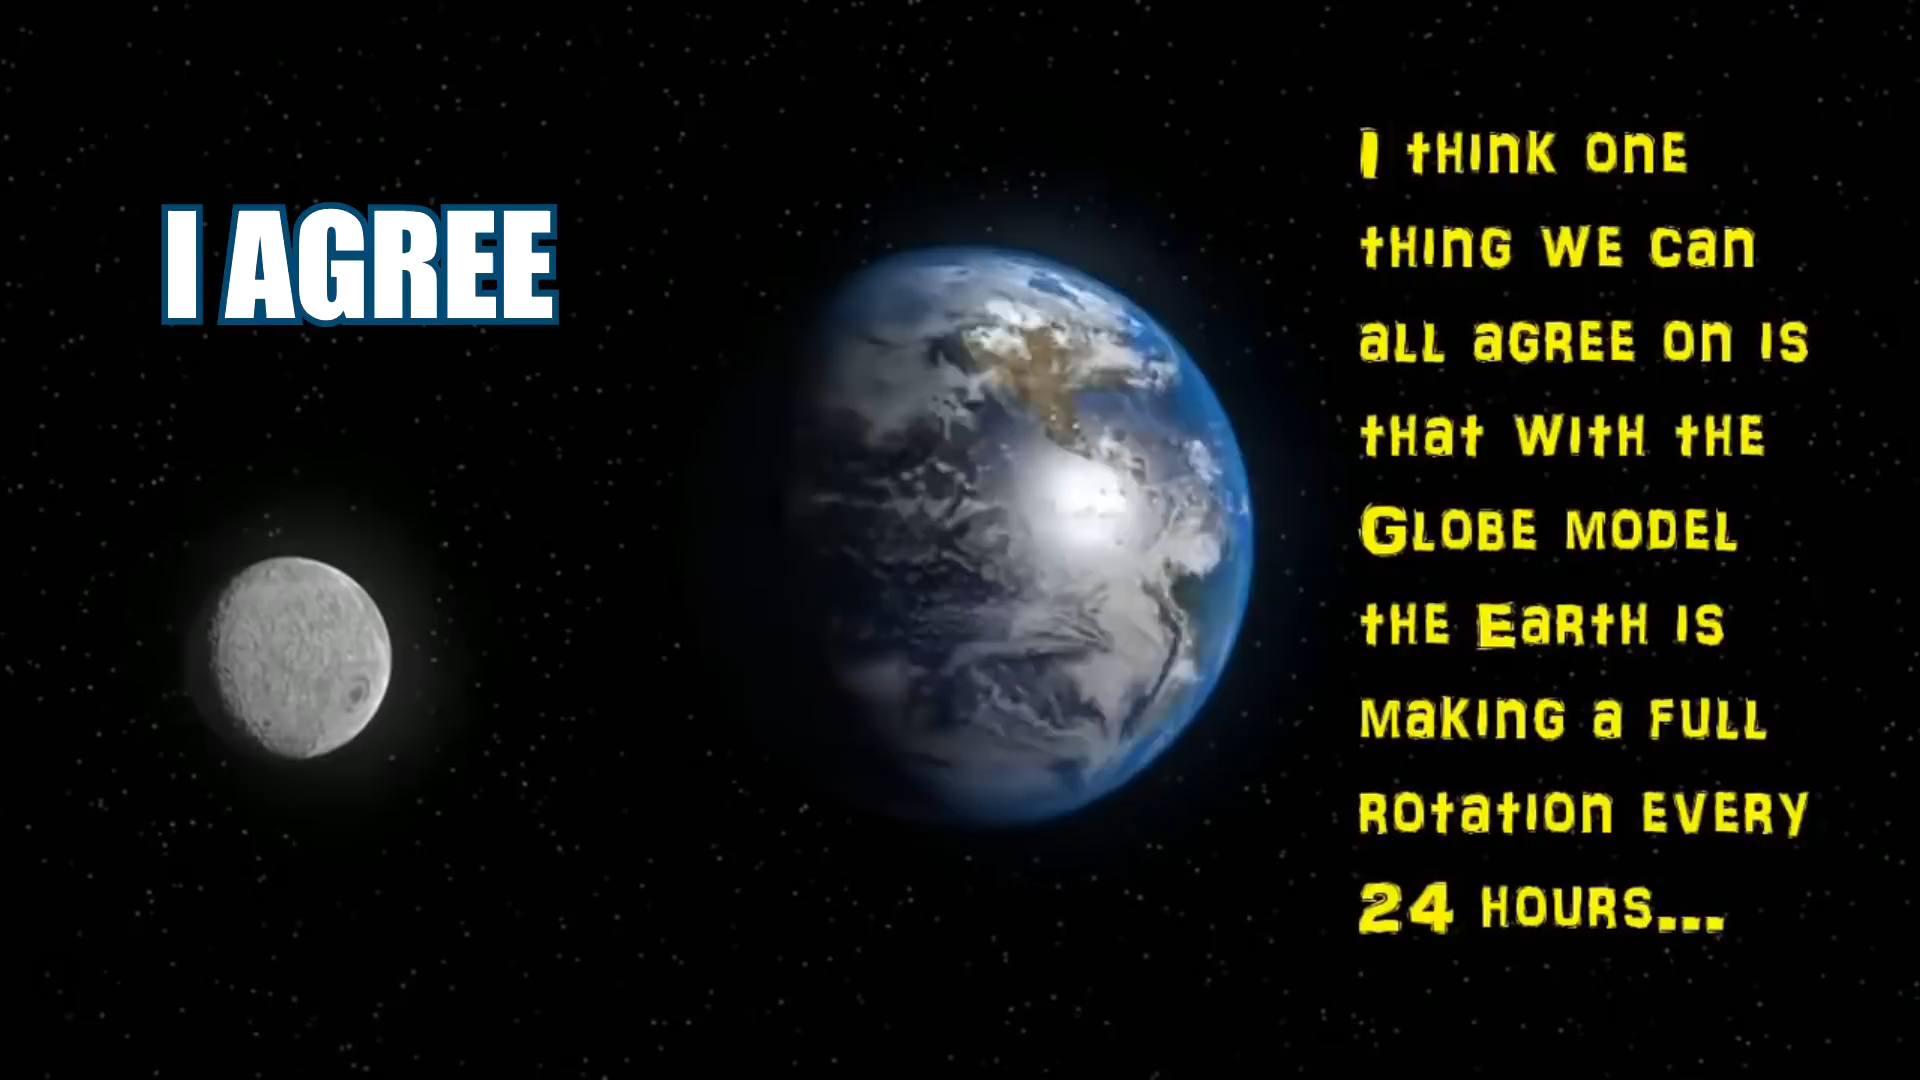 I AGREE
I think one
thing we can
all agree on is
that with the
Globe model
the Earth is
making a full
rotation every
24 hours...